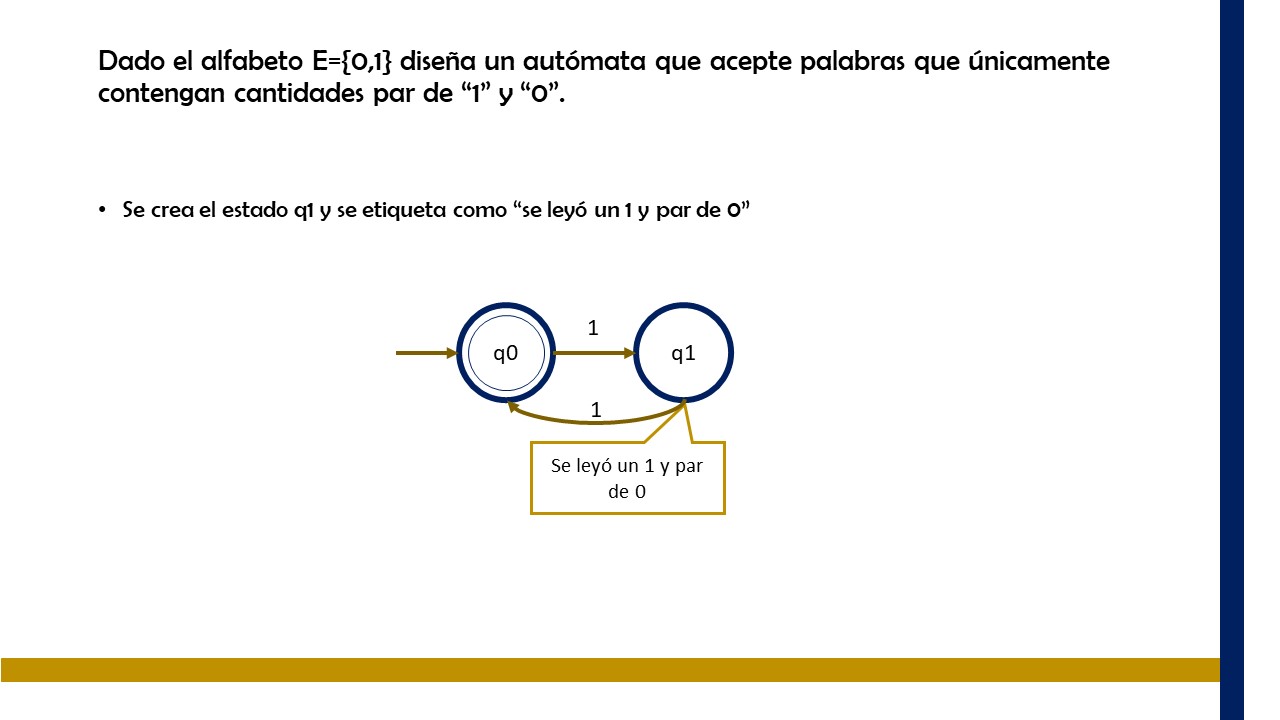 Dado el alfabeto E={0,1} diseña un autómata que acepte palabras que únicamente
contengan cantidades par de “1” y “0”.
• Se crea el estado q1 y se etiqueta como “se leyó un 1 y par de 0”
1
q0
q1
1
Se leyó un 1 y par
de 0